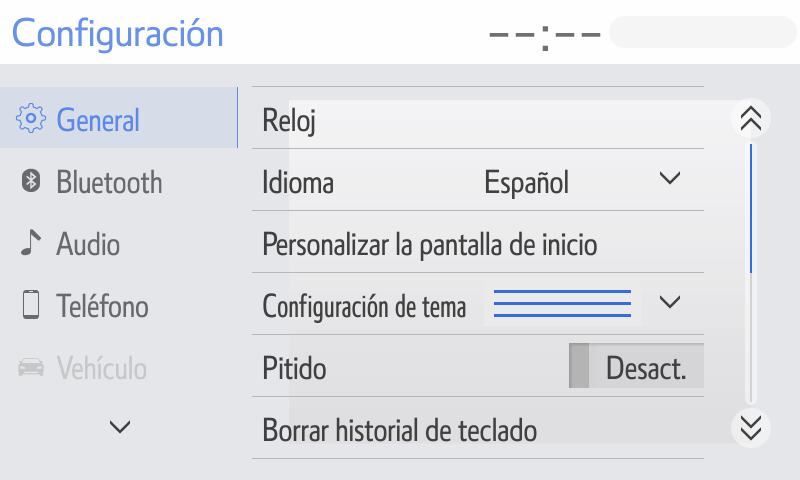 Configuración --:--
General
Bluetooth
Audio
Teléfono
Vehículo
Reloj
Idioma Español
Personalizar la pantalla de inicio
Configuración de tema
Pitido Desact.
Borrar historial de teclado